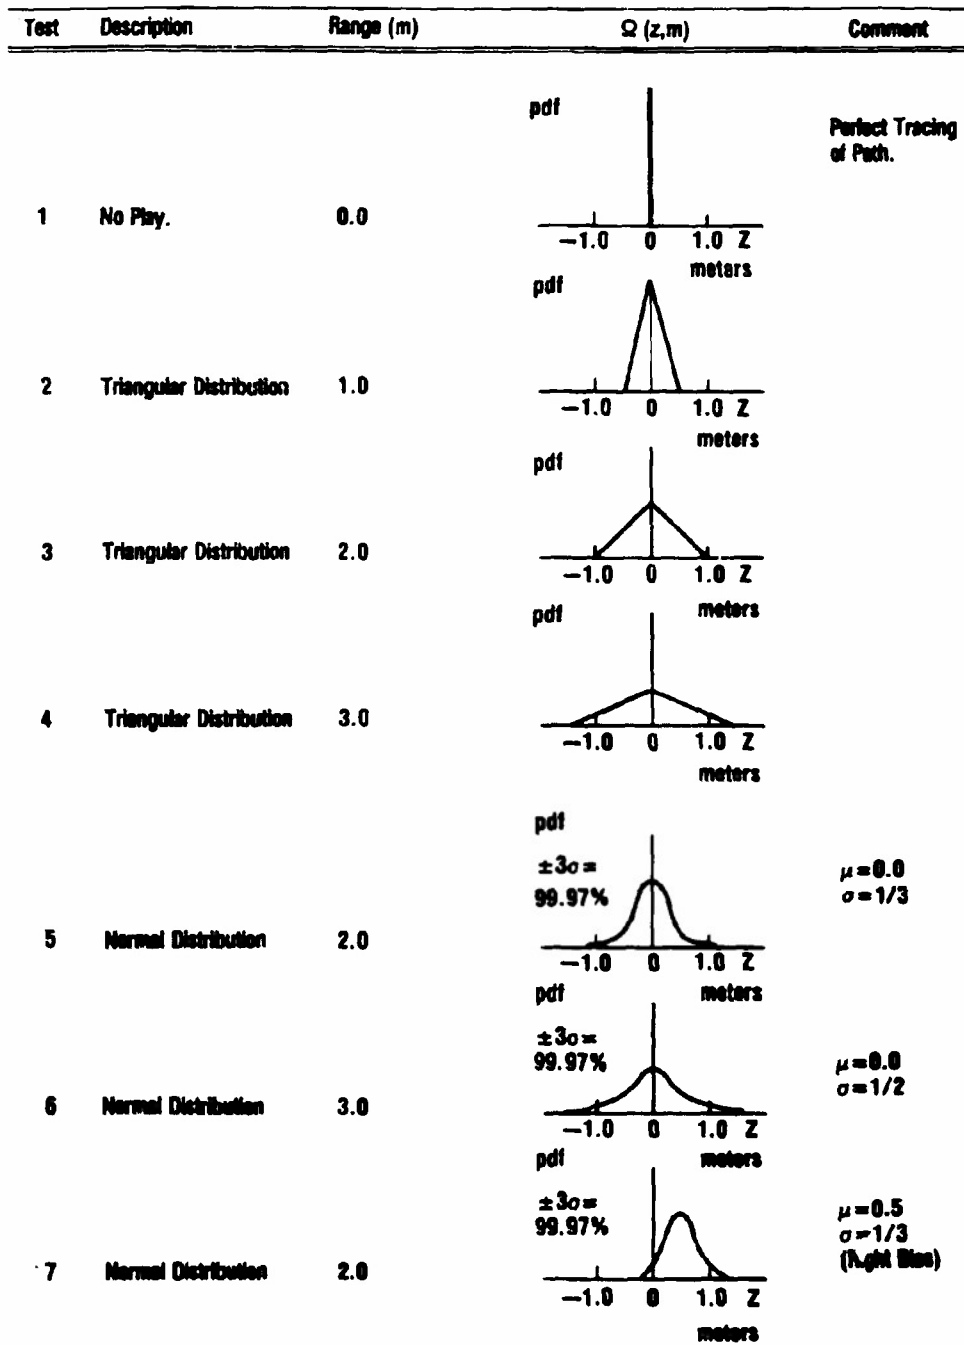 Test Description Range (m) Ω (z,m) Comment
pdf
Perfect Tracing
of Path.
1 No Play. 0.0
−1.0 0 1.0 Z
meters
pdf
2 Triangular Distribution 1.0
−1.0 0 1.0 Z
meters
pdf
3 Triangular Distribution 2.0
−1.0 0 1.0 Z
meters
pdf
4 Triangular Distribution 3.0
−1.0 0 1.0 Z
meters
pdf
±3σ =
99.97%
μ=0.0
σ=1/3
5 Normal Distribution 2.0
−1.0 0 1.0 Z
meters
pdf
±3σ =
99.97%
μ=0.0
σ=1/2
6 Normal Distribution 3.0
−1.0 0 1.0 Z
meters
pdf
±3σ =
99.97%
μ=0.5
σ=1/3
(Right Bias)
7 Normal Distribution 2.0
−1.0 0 1.0 Z
meters